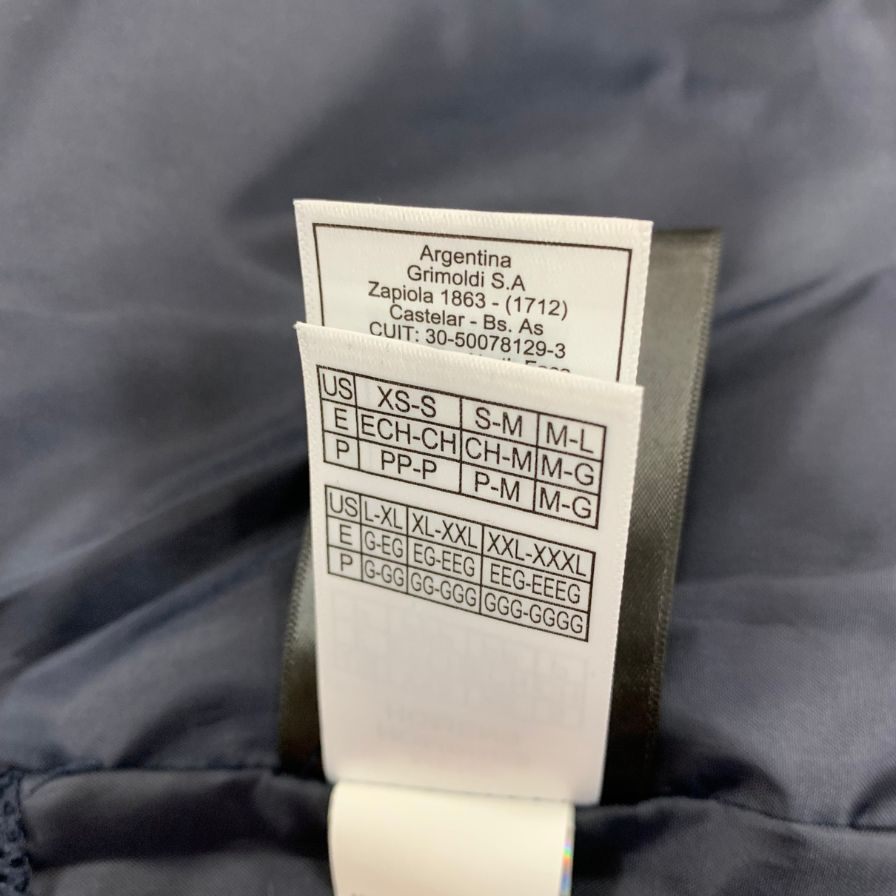 Argentina
Grimoldi S.A
Zapiola 1863 - (1712)
Castelar - Bs. As
CUIT: 30-50078129-3
US XS-S S-M M-L
E ECH-CH CH-M M-G
P PP-P P-M M-G
US L-XL XL-XXL XXL-XXXL
E G-EG EG-EEG EEG-EEEG
P G-GG GG-GGG GGG-GGGG